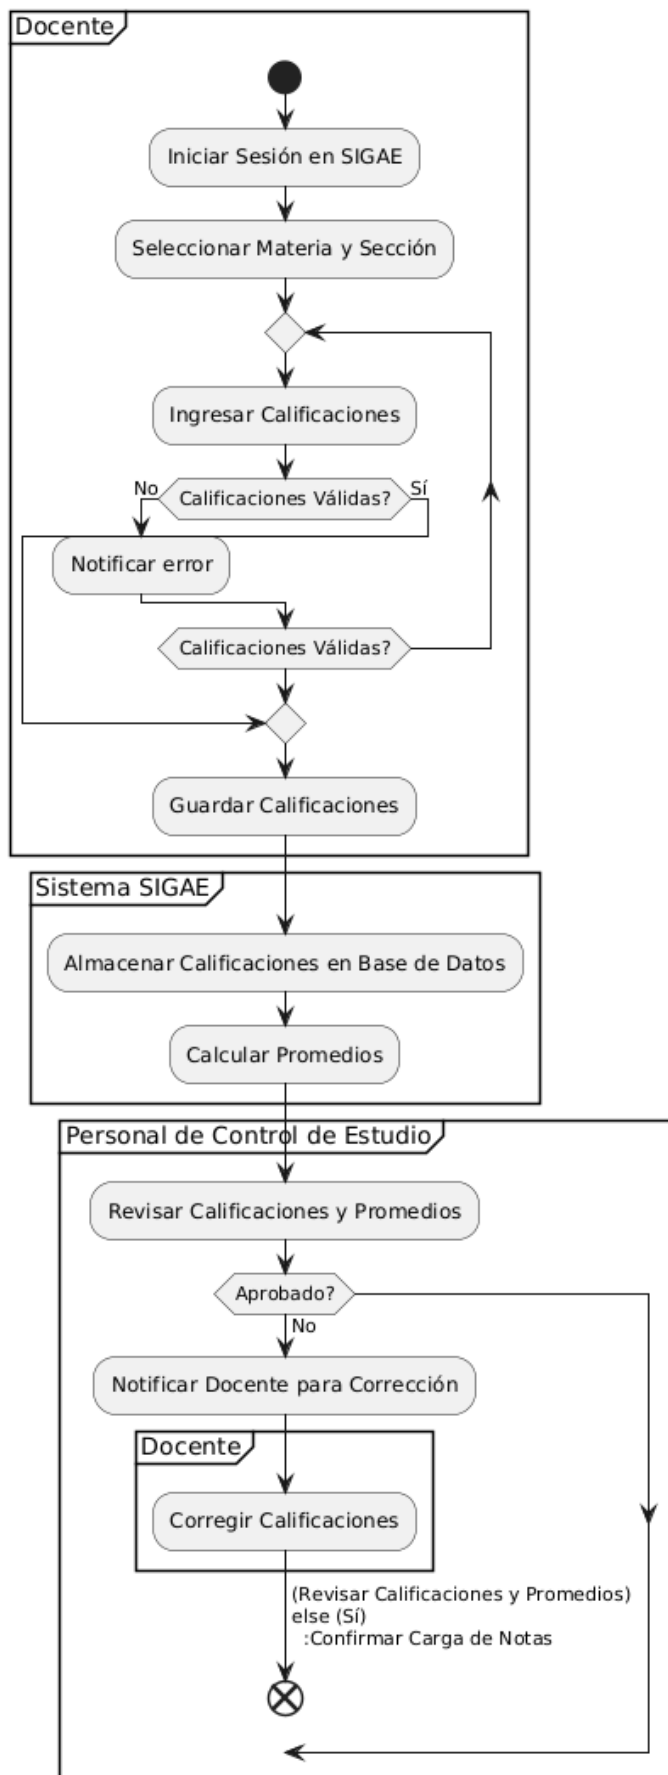 Docente
Iniciar Sesión en SIGAE
Seleccionar Materia y Sección
Ingresar Calificaciones
No
Calificaciones Válidas?
Sí
Notificar error
Calificaciones Válidas?
Guardar Calificaciones
Sistema SIGAE
Almacenar Calificaciones en Base de Datos
Calcular Promedios
Personal de Control de Estudio
Revisar Calificaciones y Promedios
Aprobado?
No
Notificar Docente para Corrección
Docente
Corregir Calificaciones
(Revisar Calificaciones y Promedios)
else (Sí)
:Confirmar Carga de Notas